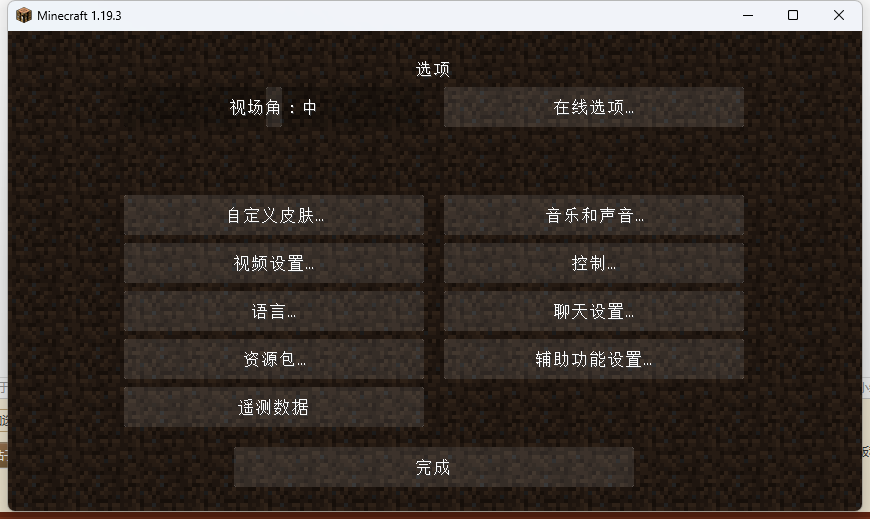 Minecraft 1.19.3
选项
视场角：中
在线选项...
自定义皮肤...
音乐和声音...
视频设置...
控制...
语言...
聊天设置...
资源包...
辅助功能设置...
遥测数据
完成